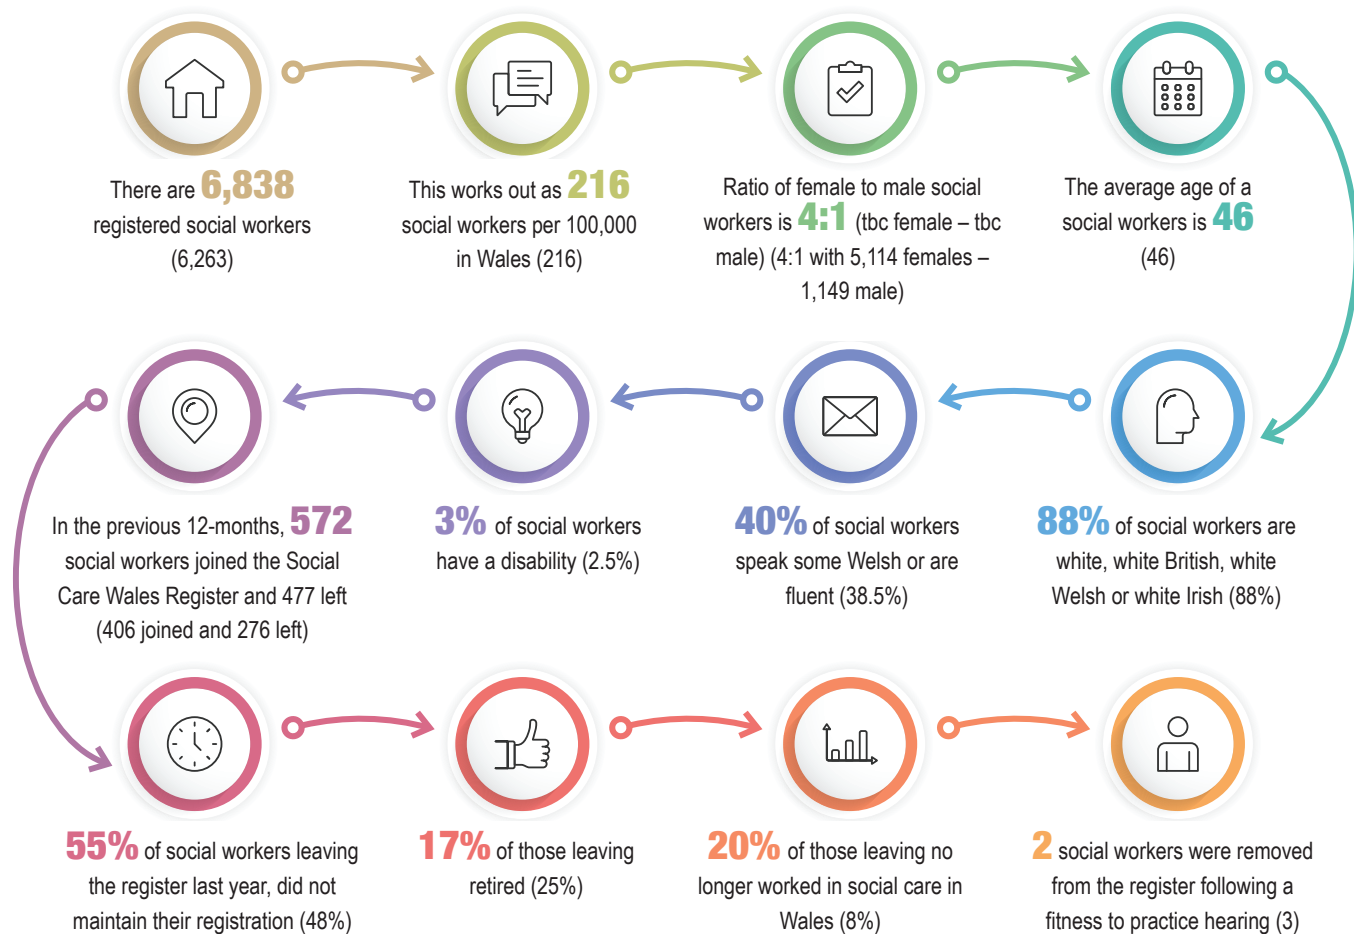 There are 6,838
registered social workers
(6,263)
This works out as 216
social workers per 100,000
in Wales (216)
Ratio of female to male social
workers is 4:1 (tbc female – tbc
male) (4:1 with 5,114 females –
1,149 male)
The average age of a
social workers is 46
(46)
88% of social workers are
white, white British, white
Welsh or white Irish (88%)
40% of social workers
speak some Welsh or are
fluent (38.5%)
3% of social workers
have a disability (2.5%)
In the previous 12-months, 572
social workers joined the Social
Care Wales Register and 477 left
(406 joined and 276 left)
55% of social workers leaving
the register last year, did not
maintain their registration (48%)
17% of those leaving
retired (25%)
20% of those leaving no
longer worked in social care in
Wales (8%)
2 social workers were removed
from the register following a
fitness to practice hearing (3)